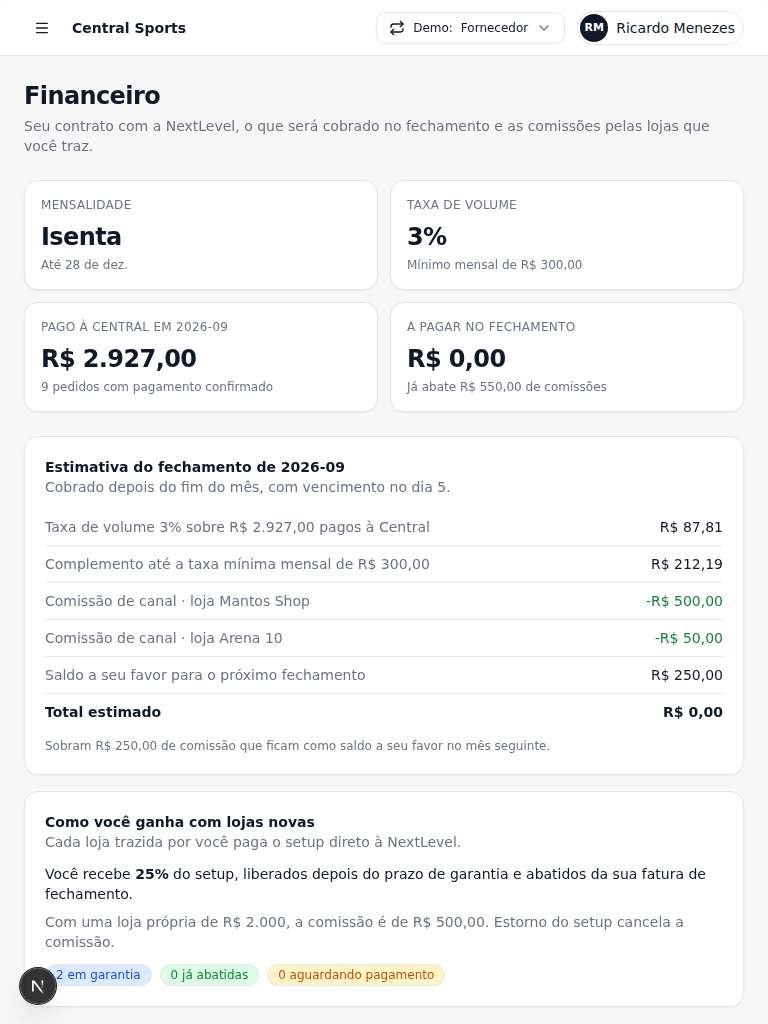 Central Sports
Demo: Fornecedor
RM
Ricardo Menezes
Financeiro
Seu contrato com a NextLevel, o que será cobrado no fechamento e as comissões pelas lojas que
você traz.
MENSALIDADE
Isenta
Até 28 de dez.
TAXA DE VOLUME
3%
Mínimo mensal de R$ 300,00
PAGO À CENTRAL EM 2026-09
R$ 2.927,00
9 pedidos com pagamento confirmado
A PAGAR NO FECHAMENTO
R$ 0,00
Já abate R$ 550,00 de comissões
Estimativa do fechamento de 2026-09
Cobrado depois do fim do mês, com vencimento no dia 5.
Taxa de volume 3% sobre R$ 2.927,00 pagos à Central R$ 87,81
Complemento até a taxa mínima mensal de R$ 300,00 R$ 212,19
Comissão de canal · loja Mantos Shop -R$ 500,00
Comissão de canal · loja Arena 10 -R$ 50,00
Saldo a seu favor para o próximo fechamento R$ 250,00
Total estimado R$ 0,00
Sobram R$ 250,00 de comissão que ficam como saldo a seu favor no mês seguinte.
Como você ganha com lojas novas
Cada loja trazida por você paga o setup direto à NextLevel.
Você recebe 25% do setup, liberados depois do prazo de garantia e abatidos da sua fatura de
fechamento.
Com uma loja própria de R$ 2.000, a comissão é de R$ 500,00. Estorno do setup cancela a
comissão.
2 em garantia
0 já abatidas
0 aguardando pagamento
N